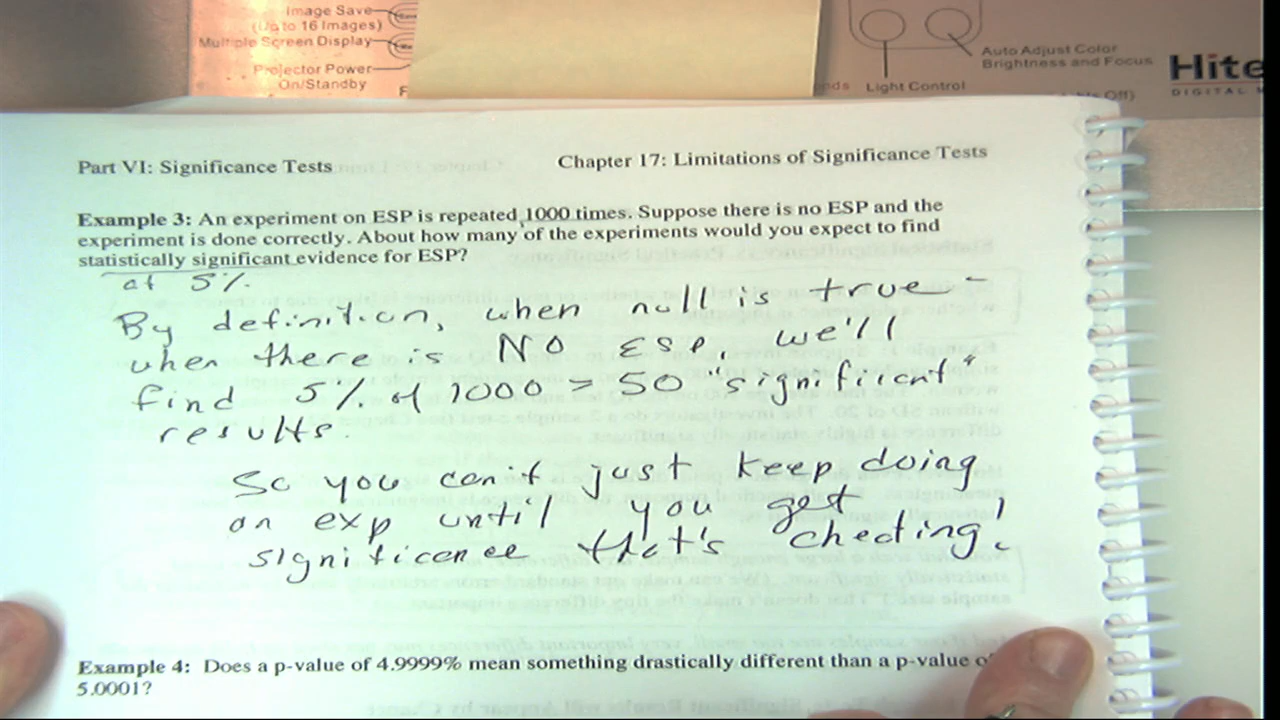 Image Save
(Up to 16 Images)
Multiple Screen Display
Projector Power
On/Standby
F
Auto Adjust Color
Brightness and Focus
Light Control
nds
Off)
Hite
DIGITAL M
Part VI: Significance Tests
Chapter 17: Limitations of Significance Tests
Example 3: An experiment on ESP is repeated 1000 times. Suppose there is no ESP and the
experiment is done correctly. About how many of the experiments would you expect to find
statistically significant evidence for ESP?
at 5%.
By definition, when null is true -
when there is NO ESP, we'll
find 5% of 1000 = 50 "significant"
results.
So you can't just keep doing
an exp until you get
significance that's cheating!
Example 4: Does a p-value of 4.9999% mean something drastically different than a p-value of
5.0001?